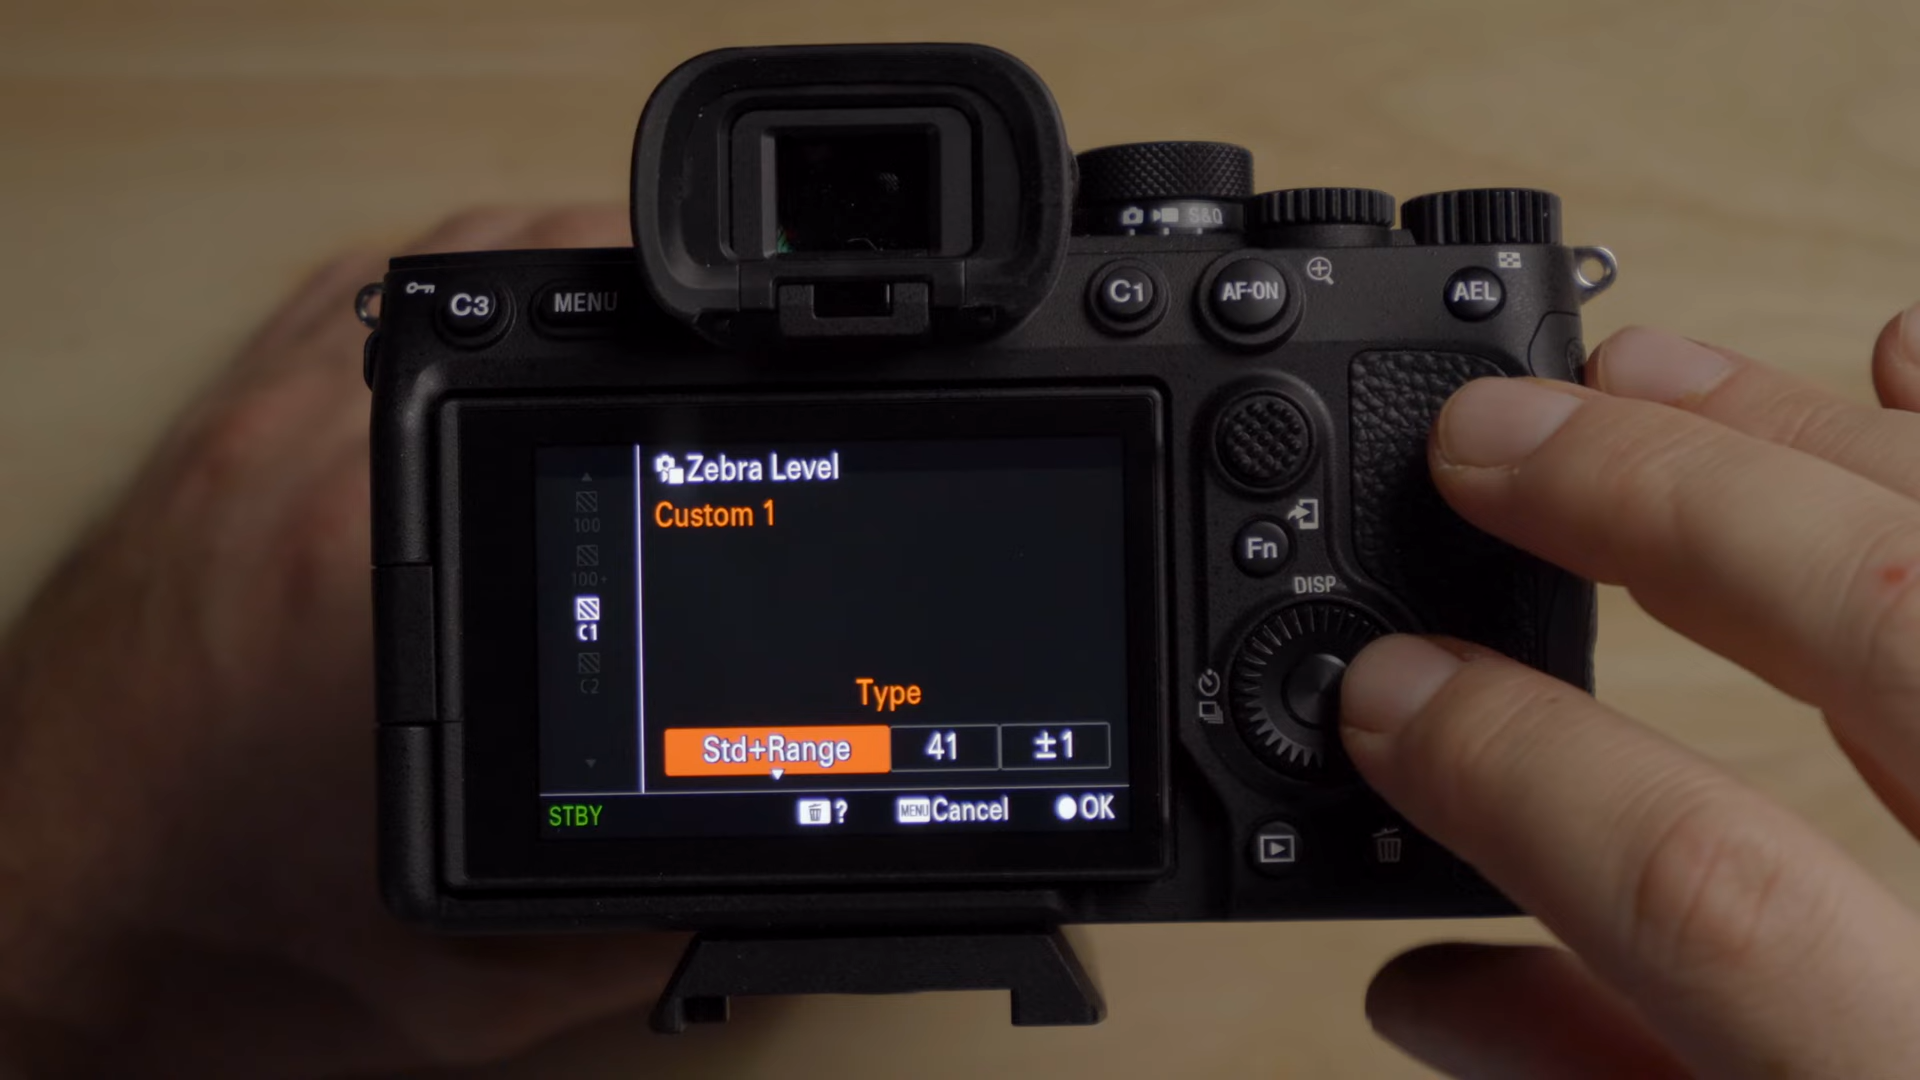 S&Q
C3
MENU
C1
AF-ON
AEL
Zebra Level
Custom 1
100
100+
C1
C2
Fn
DISP
Type
Std+Range
41
±1
STBY
?
MENU Cancel
OK